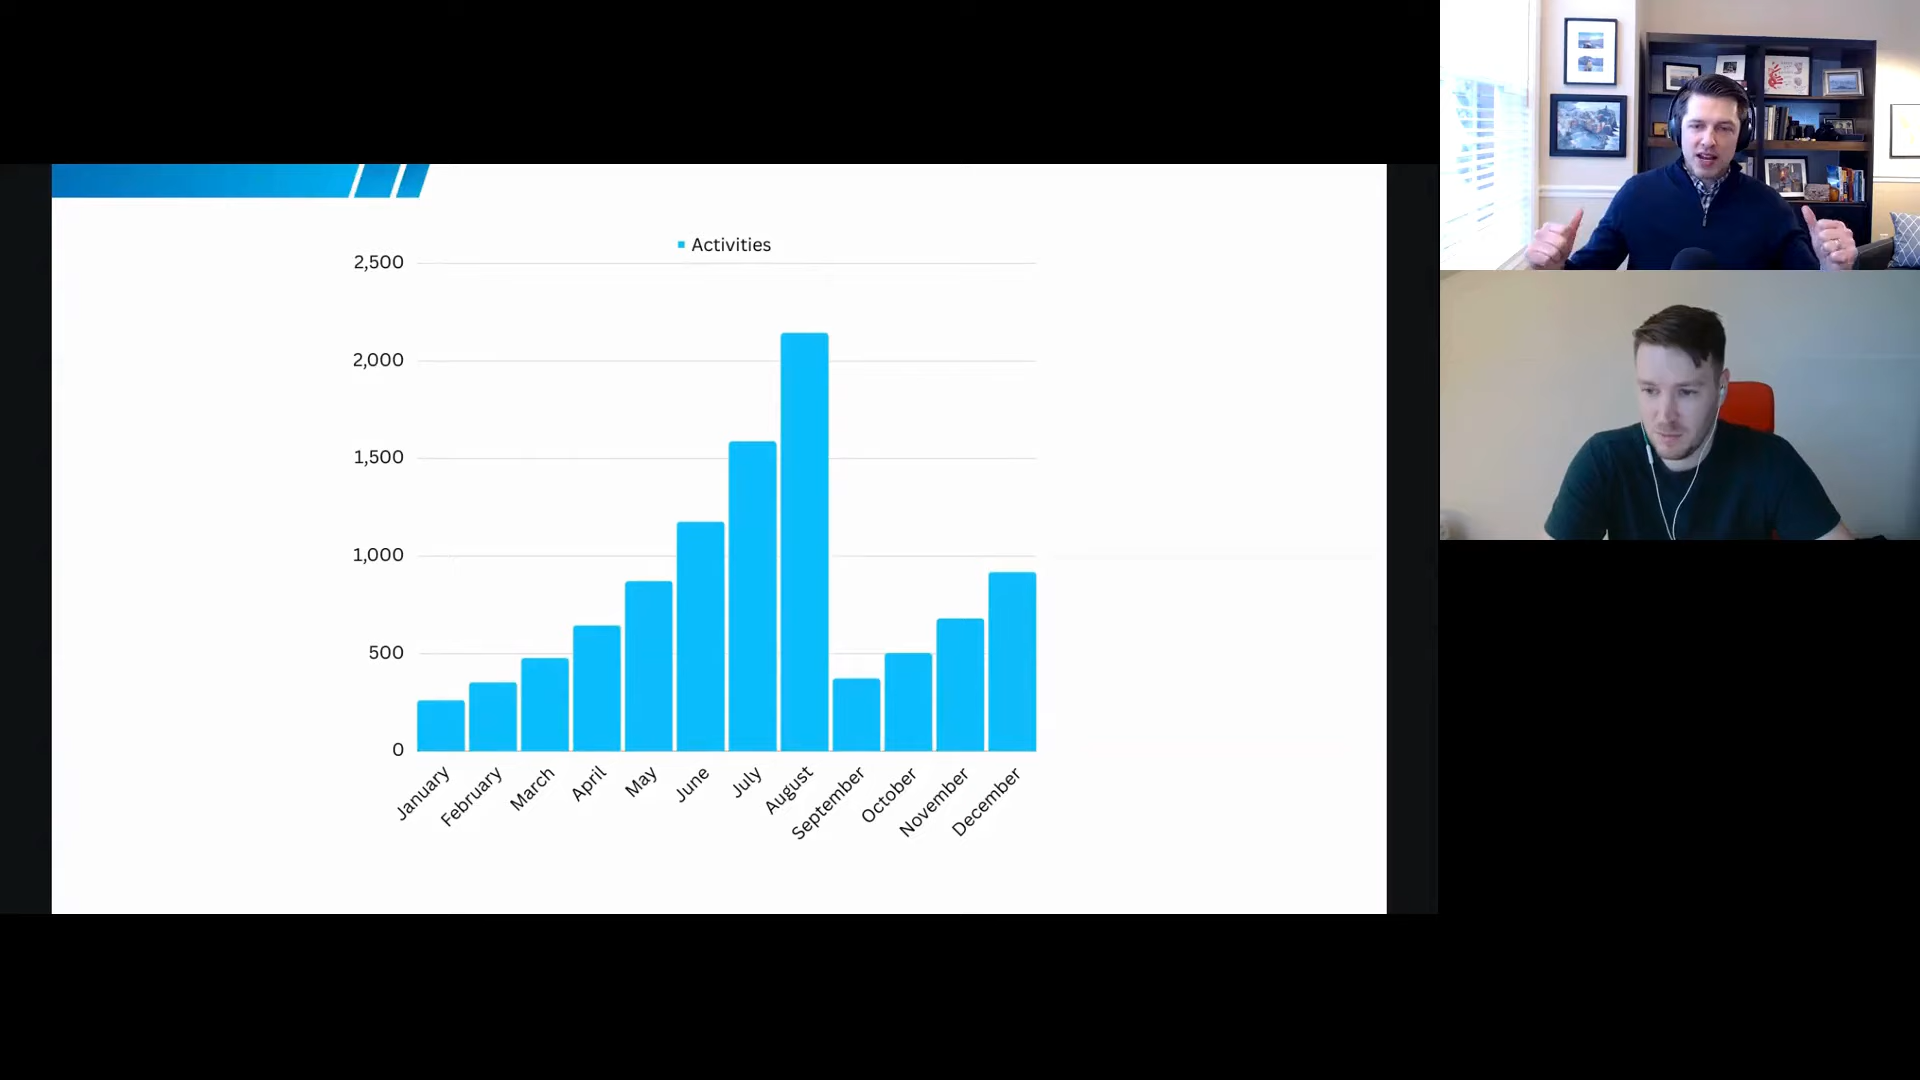 Activities
2,500
2,000
1,500
1,000
500
0
January
February
March
April
May
June
July
August
September
October
November
December